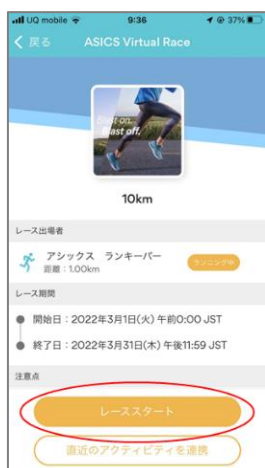 UQ mobile 9:36 37%
戻る ASICS Virtual Race
Blast on.
Blast off.
10km
レース出場者
アシックス ランキーパー
距離:1.00km
ランニング中
レース期間
開始日:2022年3月1日(火) 午前0:00 JST
終了日:2022年3月31日(木) 午後11:59 JST
注意点
レーススタート
直近のアクティビティを連携